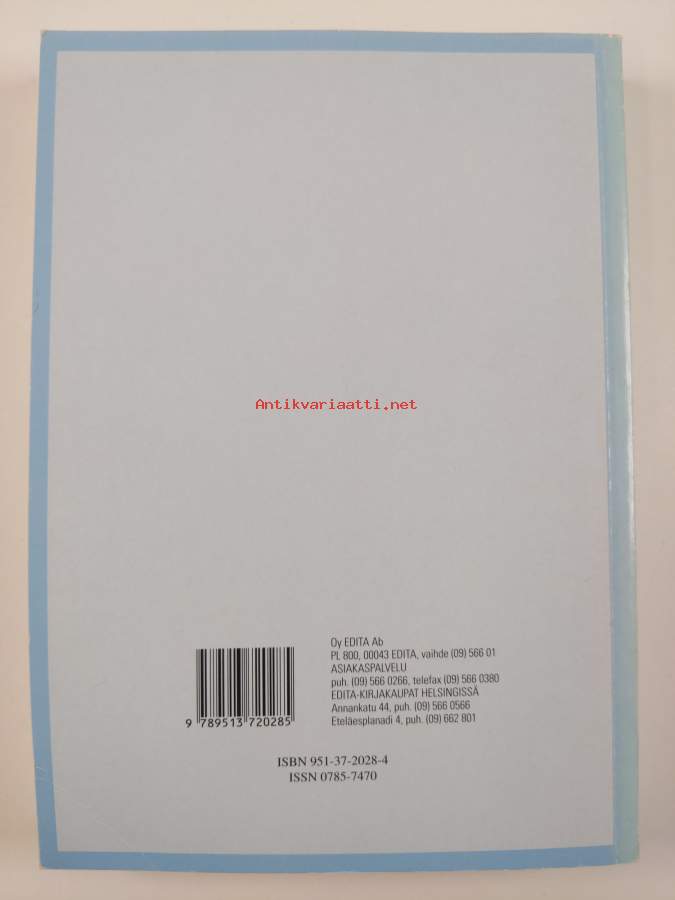 Antikvariaatti.net
Oy EDITA Ab
PL 800, 00043 EDITA, vaihde (09) 566 01
ASIAKASPALVELU
puh. (09) 566 0266, telefax (09) 566 0380
EDITA-KIRJAKAUPAT HELSINGISSÄ
Annankatu 44, puh. (09) 566 0566
Eteläesplanadi 4, puh. (09) 662 801
9 789513 720285
ISBN 951-37-2028-4
ISSN 0785-7470